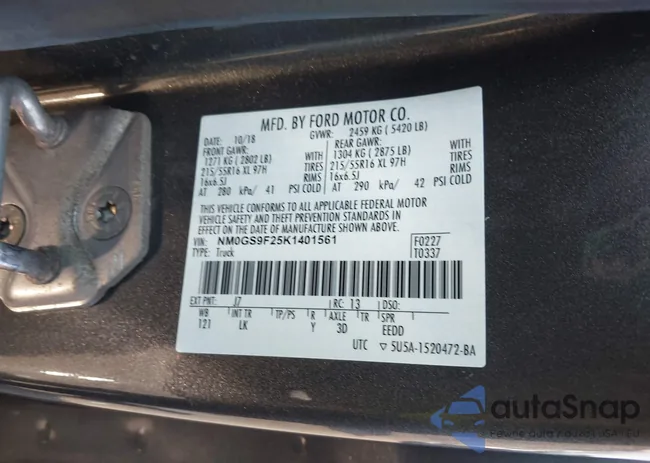 MFD. BY FORD MOTOR CO.
DATE: 10/18 GVWR: 2459 KG ( 5420 LB)
FRONT GAWR: REAR GAWR:
1271 KG ( 2802 LB) WITH 1304 KG ( 2875 LB) WITH
215/55R16 XL 97H TIRES 215/55R16 XL 97H TIRES
16x6.5J RIMS 16x6.5J RIMS
AT 280 kPa/ 41 PSI COLD AT 290 kPa/ 42 PSI COLD
THIS VEHICLE CONFORMS TO ALL APPLICABLE FEDERAL MOTOR
VEHICLE SAFETY AND THEFT PREVENTION STANDARDS IN
EFFECT ON THE DATE OF MANUFACTURE SHOWN ABOVE.
VIN: NM0GS9F25K1401561 F0227
TYPE: Truck T0337
EXT PNT: J7 RC: 13 DSO:
WB INT TR TP/PS R AXLE TR SPR
121 LK Y 3D EEDD
UTC 5U5A-1520472-BA
autoSnap